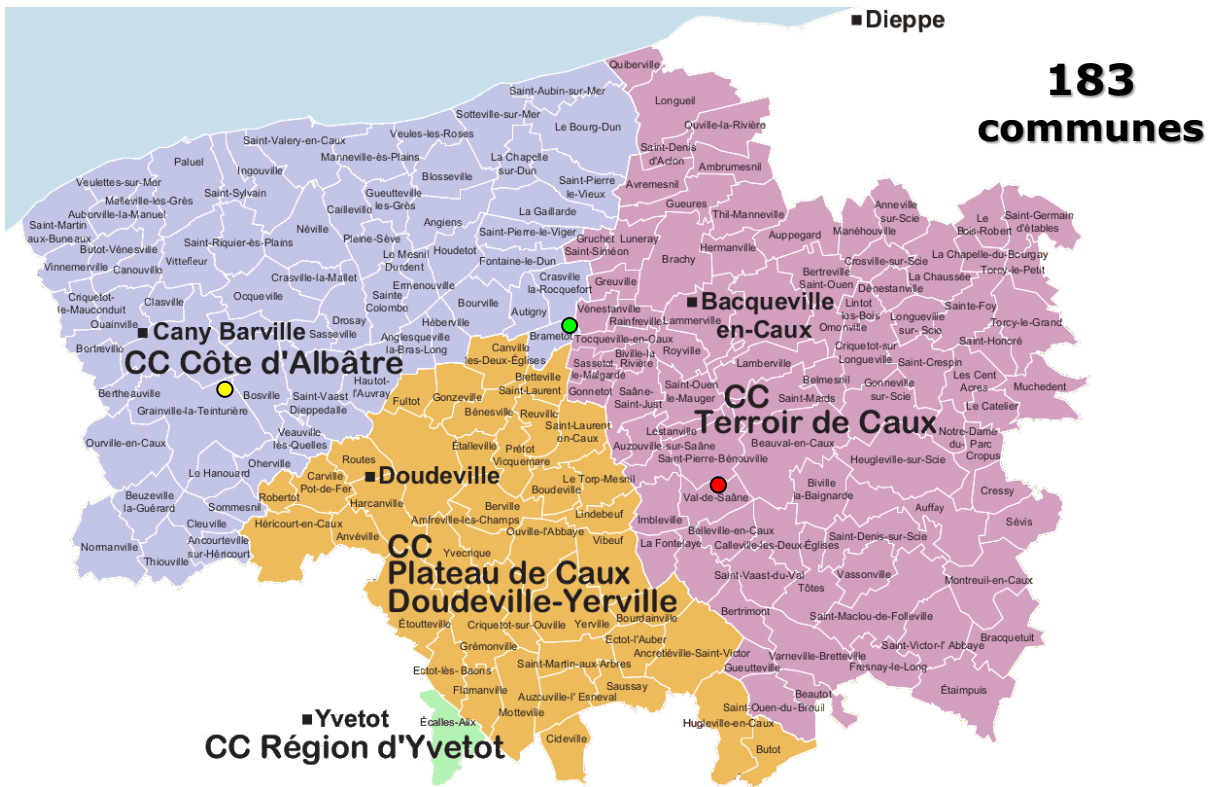 Dieppe
183
communes
Quiberville
Saint-Aubin-sur-Mer
Longueil
Sotteville-sur-Mer
Le Bourg-Dun
Ouville-la-Rivière
Veules-les-Roses
Saint-Valery-en-Caux
Saint-Denis
d'Aclon
Manneville-ès-Plains
La Chapelle
sur-Dun
Paluel
Ingouville
Ambrumesnil
Blosseville
Veulettes-sur-Mer
Saint-Sylvain
Saint-Pierre
le-Vieux
Avremesnil
Malleville-les-Grès
Gueutteville
les-Grès
Gueures
Auborville-la-Manuel
Cailleville
La Gaillarde
Thil-Manneville
Anneville
sur-Scie
Saint-Martin
aux-Buneaux
Angiens
Le
Bois-Robert
Saint-Germain
d'étables
Néville
Saint-Pierre-le-Viger
Manéhouville
Auppegard
Pleine-Sève
Gruchet
Saint-Siméon
Luneray
Saint-Riquier-ès-Plains
Butot-Vénesville
Houdetot
Hermanville
Le Mesnil
Durdent
Fontaine-le-Dun
Brachy
La Chapelle-du-Bourgay
Vittefleur
Crosville-sur-Scie
Vinnemerville
Canouville
Bertreville
Saint-Ouen
Torcy-le-Petit
La Chaussée
Crasville-la-Mallet
Crasville
la-Rocquefort
Greuville
Ermenouville
Dénestanville
Criquetot-
le-Mauconduit
Clasville
Ocqueville
Sainte
Colombe
Bourville
Bacqueville
en-Caux
Lintot
les-Bois
Sainte-Foy
Vènestanville
Autigny
Longueville
sur- Scie
Ouainville
Drosay
Héberville
Rainfreville
Lammerville
Torcy-le-Grand
Cany Barville
Sasseville
Omonville
Anglesqueville
la-Bras-Long
Brametot
Tocqueville-en-Caux
Saint-Honoré
Bortreville
Canville
les-Deux-Églises
Biville-la
Rivière
Royville
Criquetot-sur
Longueville
CC Côte d'Albâtre
Sassetot
le-Malgardé
Lamberville
Saint-Crespin
Bretteville
Saint-Laurent
Hautot-
l'Auvray
Belmesnil
Les Cent
Acrea
Bertheauville
Bosville
Saint-Vaast
Dieppedalle
Fultot
Gonzeville
Gonnetot
Saâne-
Saint-Just
Saint-Ouen
le-Mauger
CC
Terroir de Caux
Saint-Mards
Gonneville
sur-Scie
Muchedent
Grainville-la-Teinturière
Bénesville
Reuville
Le Catelier
Saint-Laurent
en-Caux
Veauville
lès-Quelles
Lestanville
Notre-Dame
du- Parc
Ourville-en-Caux
Étalleville
Prétot
Vicquemare
Auzouville-sur-Saâne
Beauval-en-Caux
Cropus
Oherville
Routes
Saint-Pierre-Bénouville
Heugleville-sur-Scie
Le Hanouard
Carville
Pot-de-Fer
Doudeville
Le Torp-Mesnil
Boudeville
Biville
la-Baignarde
Cressy
Beuzeville
la-Guérard
Robertot
Val-de-Saâne
Harcanville
Berville
Auffay
Sommesnil
Lindebeuf
Imbleville
Cleuville
Héricourt-en-Caux
Amfreville-les-Champs
Sévis
Ouville-l'Abbaye
Belleville-en-Caux
Saint-Denis-sur-Scie
Normanville
Ancourteville
sur-Héricourt
Anvéville
Vibeuf
La Fontelaye
Calleville-les-Deux-Églises
Thiouville
CC
Plateau de Caux
Doudeville-Yerville
Yvecrique
Saint-Vaast-du-Val
Vassonville
Montreuil-en-Caux
Tôtes
Bertrimont
Bourdainville
Saint-Maclou-de-Folleville
Étoutteville
Criquetot-sur-Ouville
Yerville
Bracquetuit
Ectot-l'Auber
Grémonville
Saint-Victor-l' Abbaye
Ancretiéville-Saint-Victor
Varneville-Bretteville
Saint-Martin-aux-Arbres
Fresnay-le-Long
Ectot-lès- Baons
Gueutteville
Flamanville
Saussay
Étaimpuis
Auzouville-l' Esneval
Beautot
Saint-Ouen-du-Breuil
Motteville
Yvetot
Écalles-Alix
Hugleville-en-Caux
CC Région d'Yvetot
Cideville
Butot